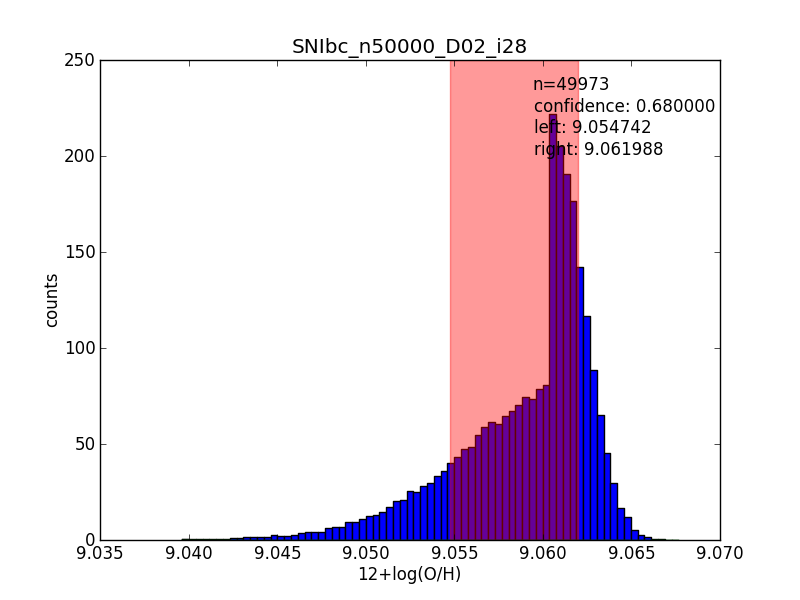 SNIbc_n50000_D02_i28
n=49973
confidence: 0.680000
left: 9.054742
right: 9.061988
counts
250
200
150
100
50
0
9.035 9.040 9.045 9.050 9.055 9.060 9.065 9.070
12+log(O/H)